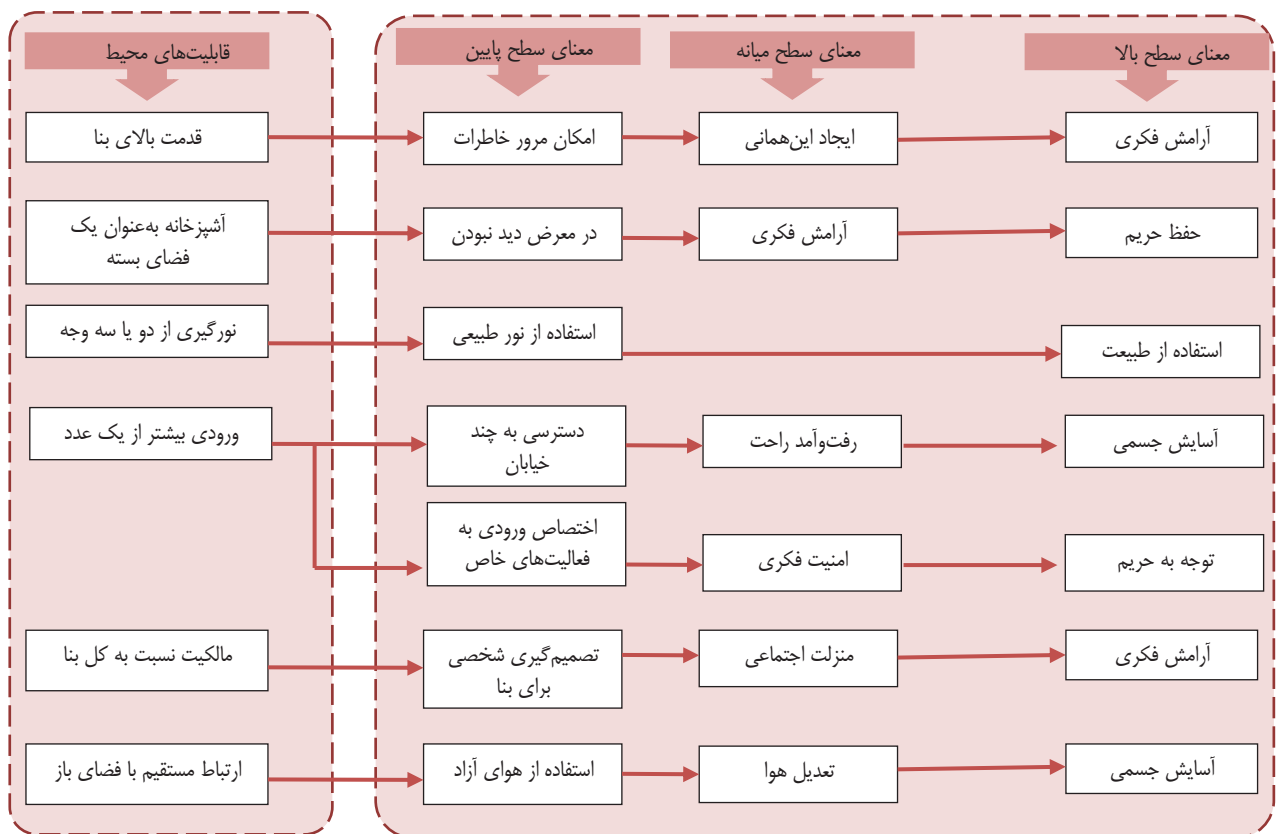 قابلیت‌های محیط
معنای سطح پایین
معنای سطح میانه
معنای سطح بالا
قدمت بالای بنا
امکان مرور خاطرات
ایجاد این‌همانی
آرامش فکری
آشپزخانه به‌عنوان یک
فضای بسته
در معرض دید نبودن
آرامش فکری
حفظ حریم
نورگیری از دو یا سه وجه
استفاده از نور طبیعی
استفاده از طبیعت
ورودی بیشتر از یک عدد
دسترسی به چند
خیابان
رفت‌وآمد راحت
آسایش جسمی
اختصاص ورودی به
فعالیت‌های خاص
امنیت فکری
توجه به حریم
مالکیت نسبت به کل بنا
تصمیم‌گیری شخصی
برای بنا
منزلت اجتماعی
آرامش فکری
ارتباط مستقیم با فضای باز
استفاده از هوای آزاد
تعدیل هوا
آسایش جسمی